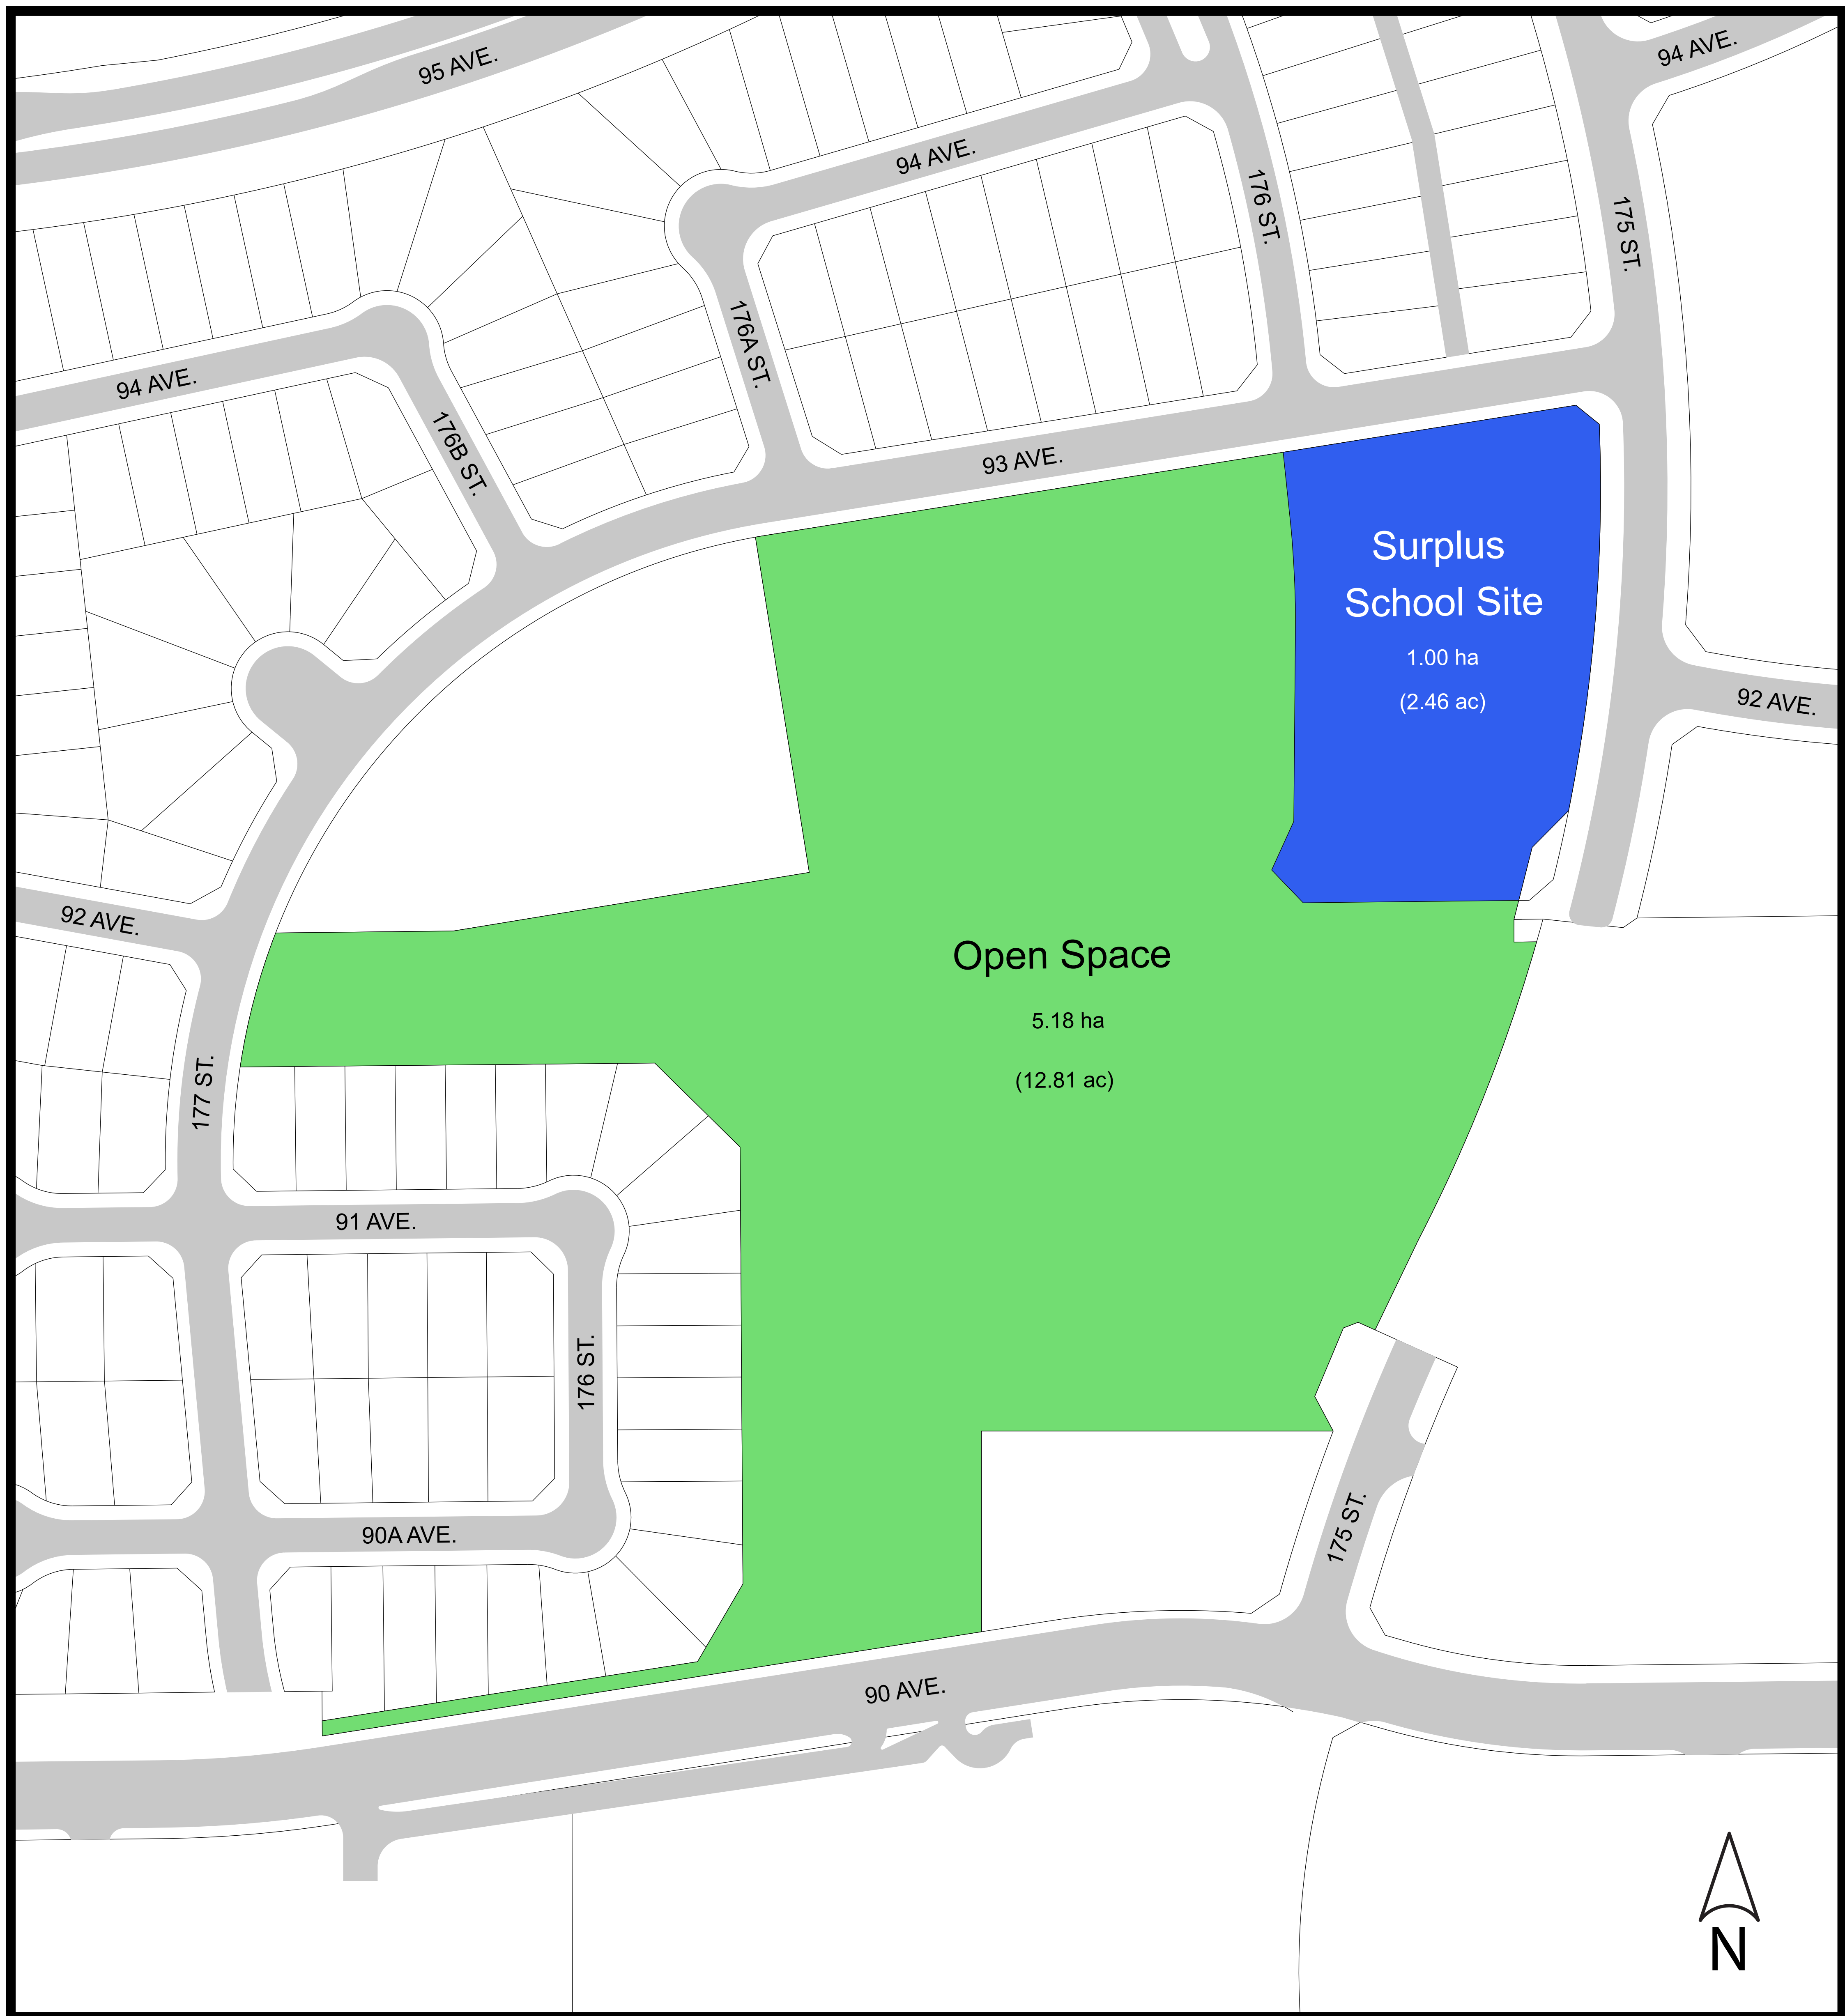 95 AVE.
94 AVE.
94 AVE.
176 ST.
175 ST.
176A ST.
94 AVE.
176B ST.
93 AVE.
Surplus
School Site
1.00 ha
(2.46 ac)
92 AVE.
92 AVE.
Open Space
5.18 ha
(12.81 ac)
177 ST.
91 AVE.
176 ST.
90A AVE.
175 ST.
90 AVE.
N